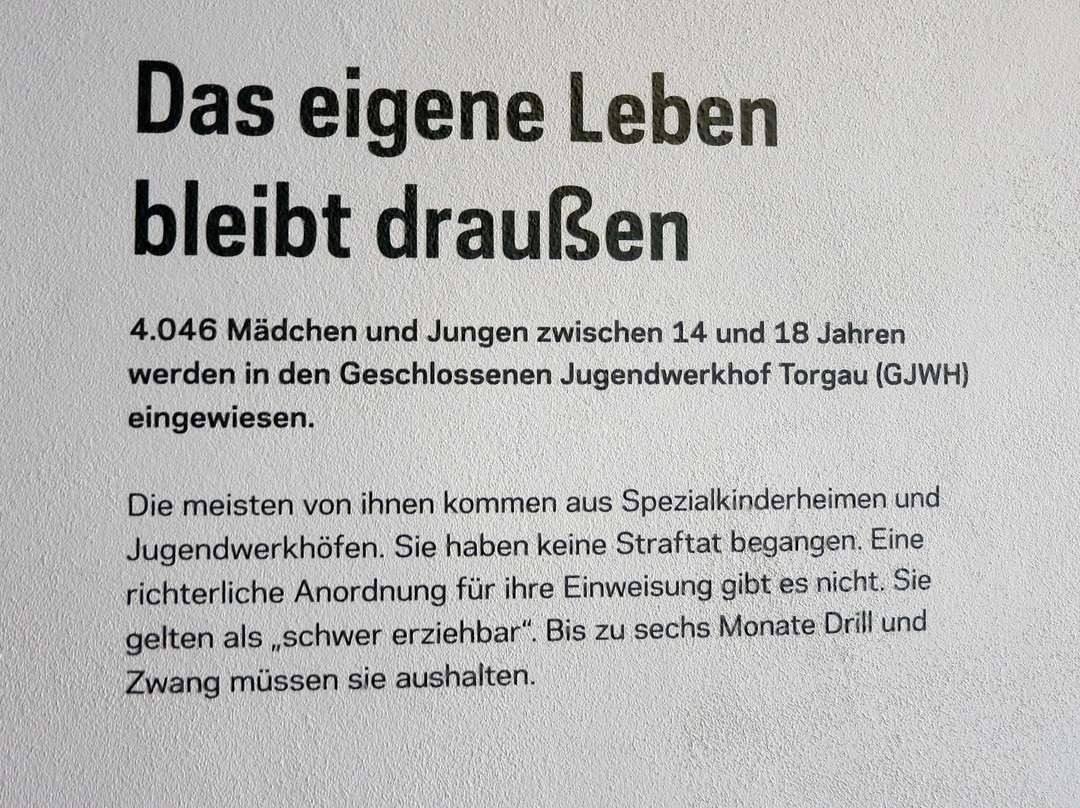 Das eigene Leben
bleibt draußen
4.046 Mädchen und Jungen zwischen 14 und 18 Jahren
werden in den Geschlossenen Jugendwerkhof Torgau (GJWH)
eingewiesen.
Die meisten von ihnen kommen aus Spezialkinderheimen und
Jugendwerkhöfen. Sie haben keine Straftat begangen. Eine
richterliche Anordnung für ihre Einweisung gibt es nicht. Sie
gelten als „schwer erziehbar“. Bis zu sechs Monate Drill und
Zwang müssen sie aushalten.